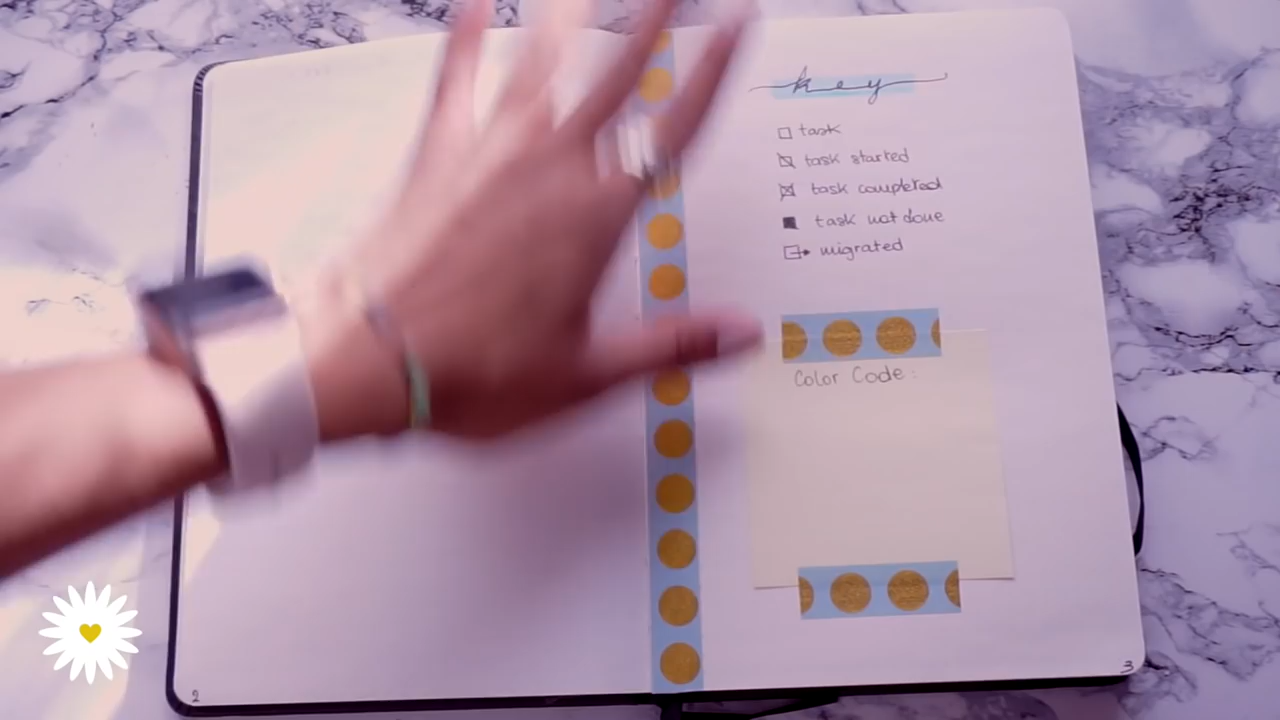 key
task
task started
task completed
task not done
migrated
Color Code:
2
3